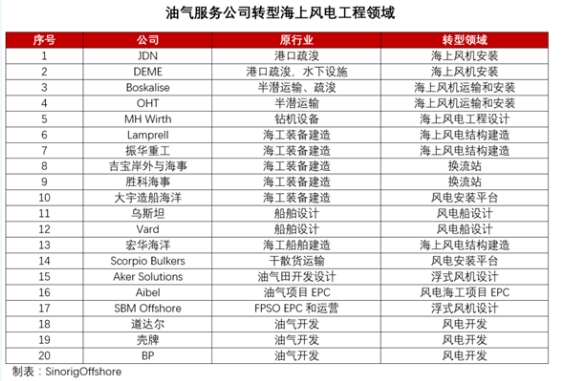 油气服务公司转型海上风电工程领域
序号 公司 原行业 转型领域
1 JDN 港口疏浚 海上风机安装
2 DEME 港口疏浚、水下设施 海上风机安装
3 Boskalise 半潜运输、疏浚 海上风机运输和安装
4 OHT 半潜运输 海上风机运输和安装
5 MH Wirth 钻机设备 海上风电工程设计
6 Lamprell 海工装备建造 海上风电结构建造
7 振华重工 海工装备建造 海上风电结构建造
8 吉宝岸外与海事 海工装备建造 换流站
9 胜科海事 海工装备建造 换流站
10 大宇造船海洋 海工装备建造 风电安装平台
11 乌斯坦 船舶设计 风电船设计
12 Vard 船舶设计 风电船设计
13 宏华海洋 海工船舶建造 海上风电结构建造
14 Scorpio Bulkers 干散货运输 风电安装平台
15 Aker Solutions 油气田开发设计 浮式风机设计
16 Aibel 油气项目 EPC 风电海工项目 EPC
17 SBM Offshore FPSO EPC 和运营 浮式风机设计
18 道达尔 油气开发 风电开发
19 壳牌 油气开发 风电开发
20 BP 油气开发 风电开发
制表：SinorigOffshore